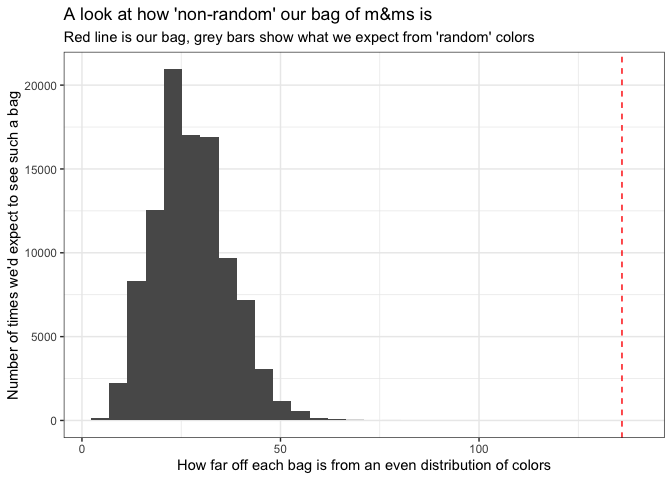 A look at how 'non-random' our bag of m&ms is
Red line is our bag, grey bars show what we expect from 'random' colors
Number of times we'd expect to see such a bag
20000
15000
10000
5000
0
0
50
100
How far off each bag is from an even distribution of colors